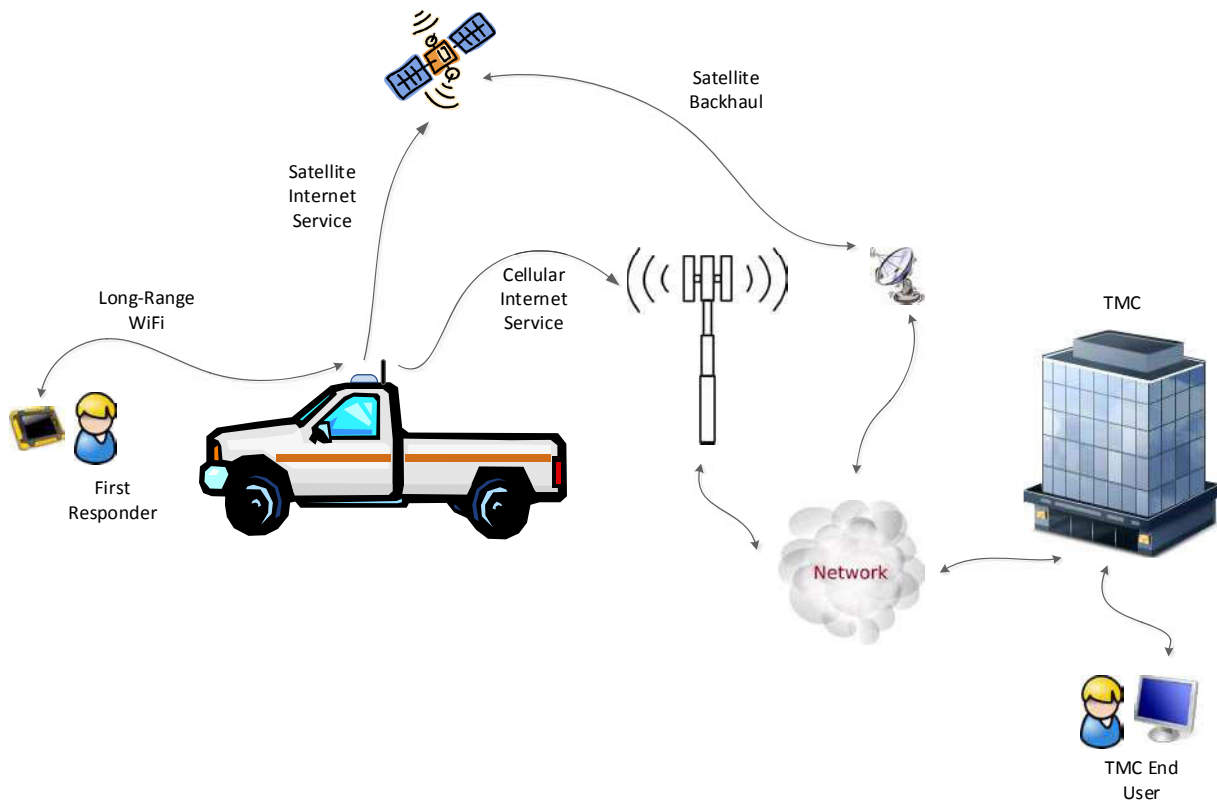 Satellite
Backhaul
Satellite
Internet
Service
Cellular
Internet
Service
Long-Range
WiFi
TMC
First
Responder
Network
TMC End
User